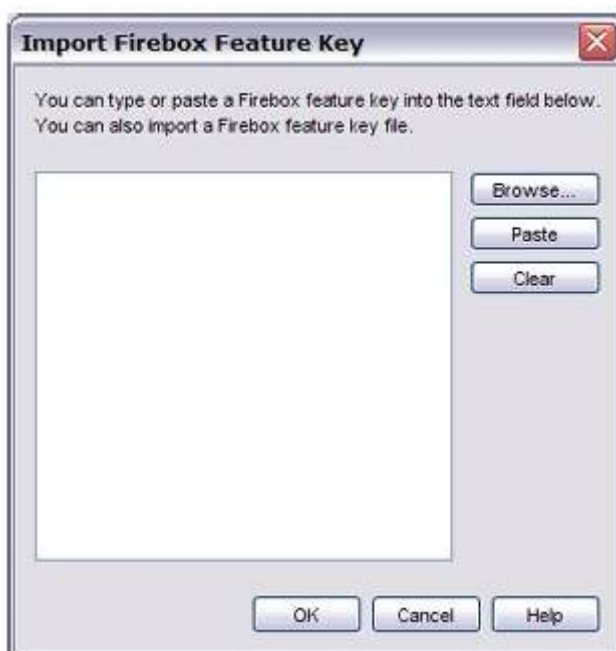 Import Firebox Feature Key
You can type or paste a Firebox feature key into the text field below.
You can also import a Firebox feature key file.
Browse...
Paste
Clear
OK
Cancel
Help